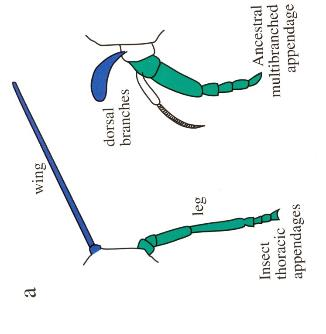 a
wing
leg
Insect
thoracic
appendages
dorsal
branches
Ancestral
multibranched
appendage